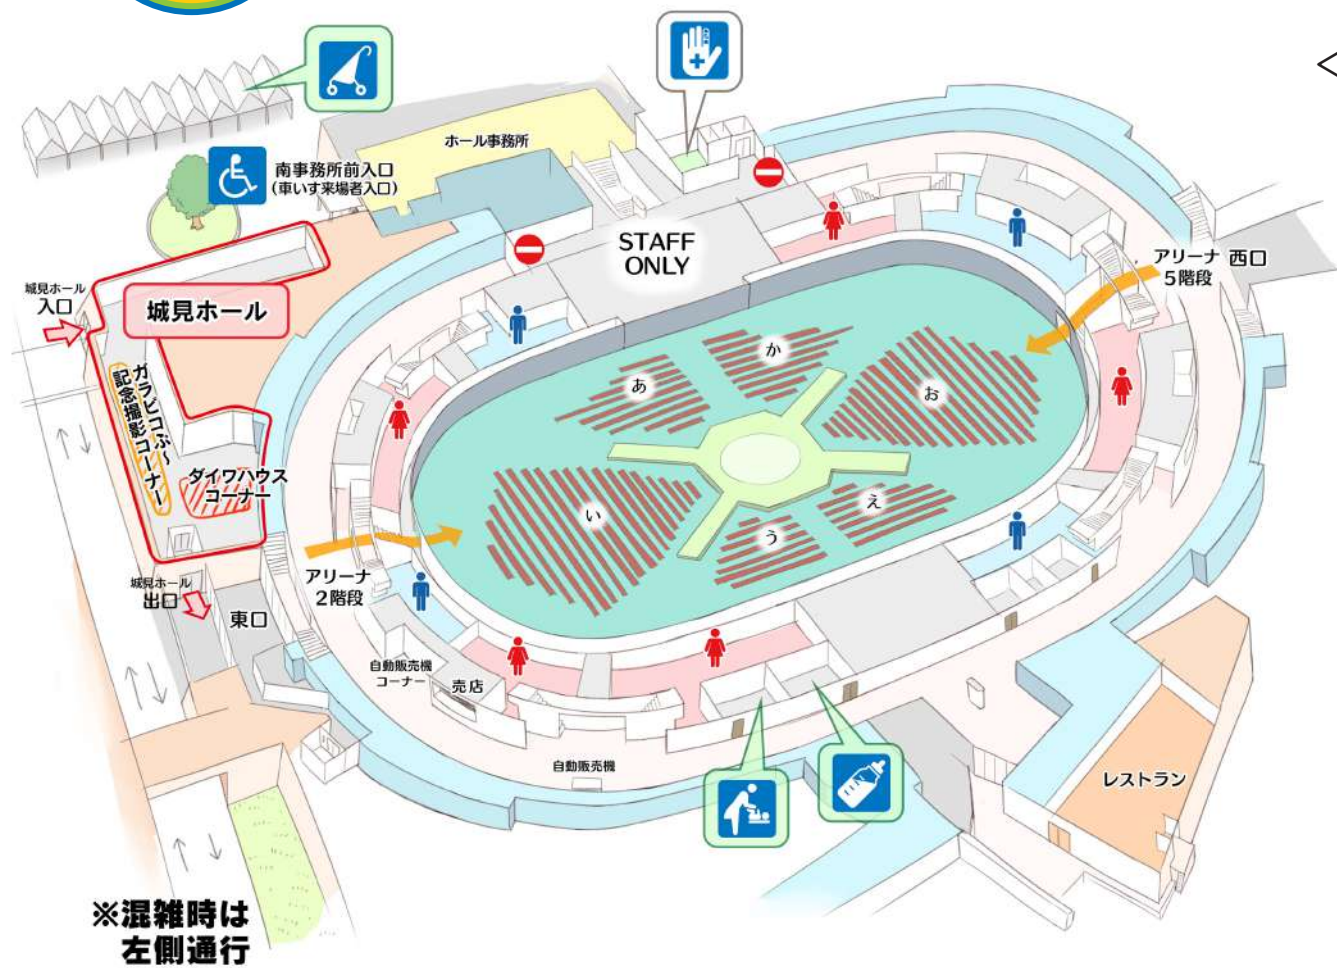 ホール事務所
南事務所前入口
(車いす来場者入口)
STAFF
ONLY
アリーナ
5階段
西口
城見ホール
入口
城見ホール
ガラピコぷ～
記念撮影コーナー
ダイワハウス
コーナー
か
あ
お
い
え
う
アリーナ
2階段
城見ホール
出口
東口
自動販売機
コーナー
売店
自動販売機
レストラン
※混雑時は
左側通行